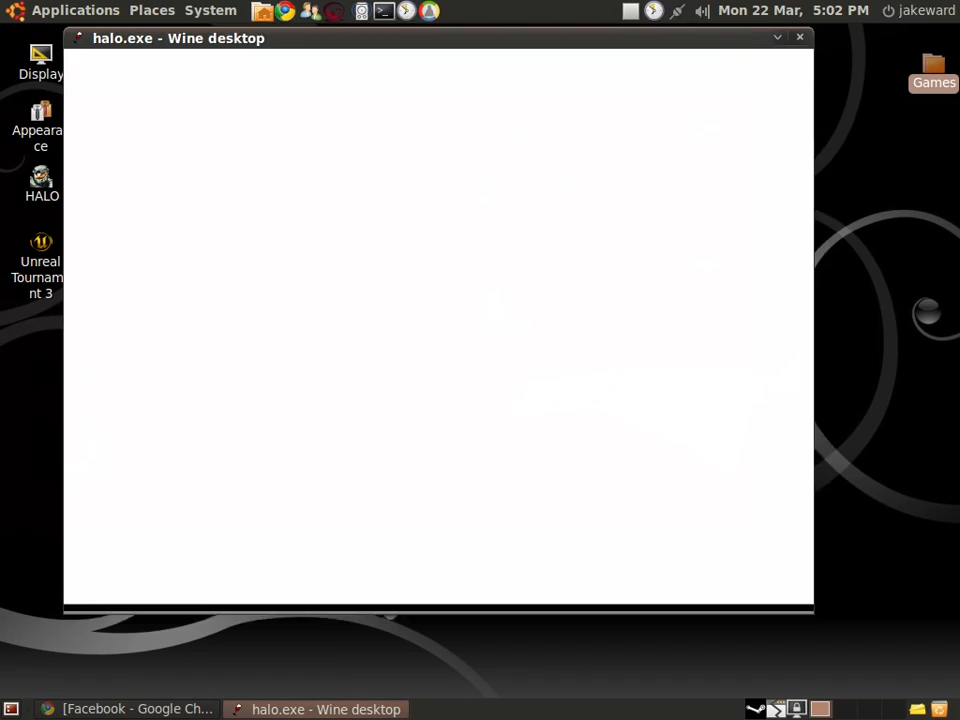 Applications Places System Mon 22 Mar, 5:02 PM jakeward
halo.exe - Wine desktop
Display
Appeara
ce
HALO
Unreal
Tournam
nt 3
Games
[Facebook - Google Ch... halo.exe - Wine desktop